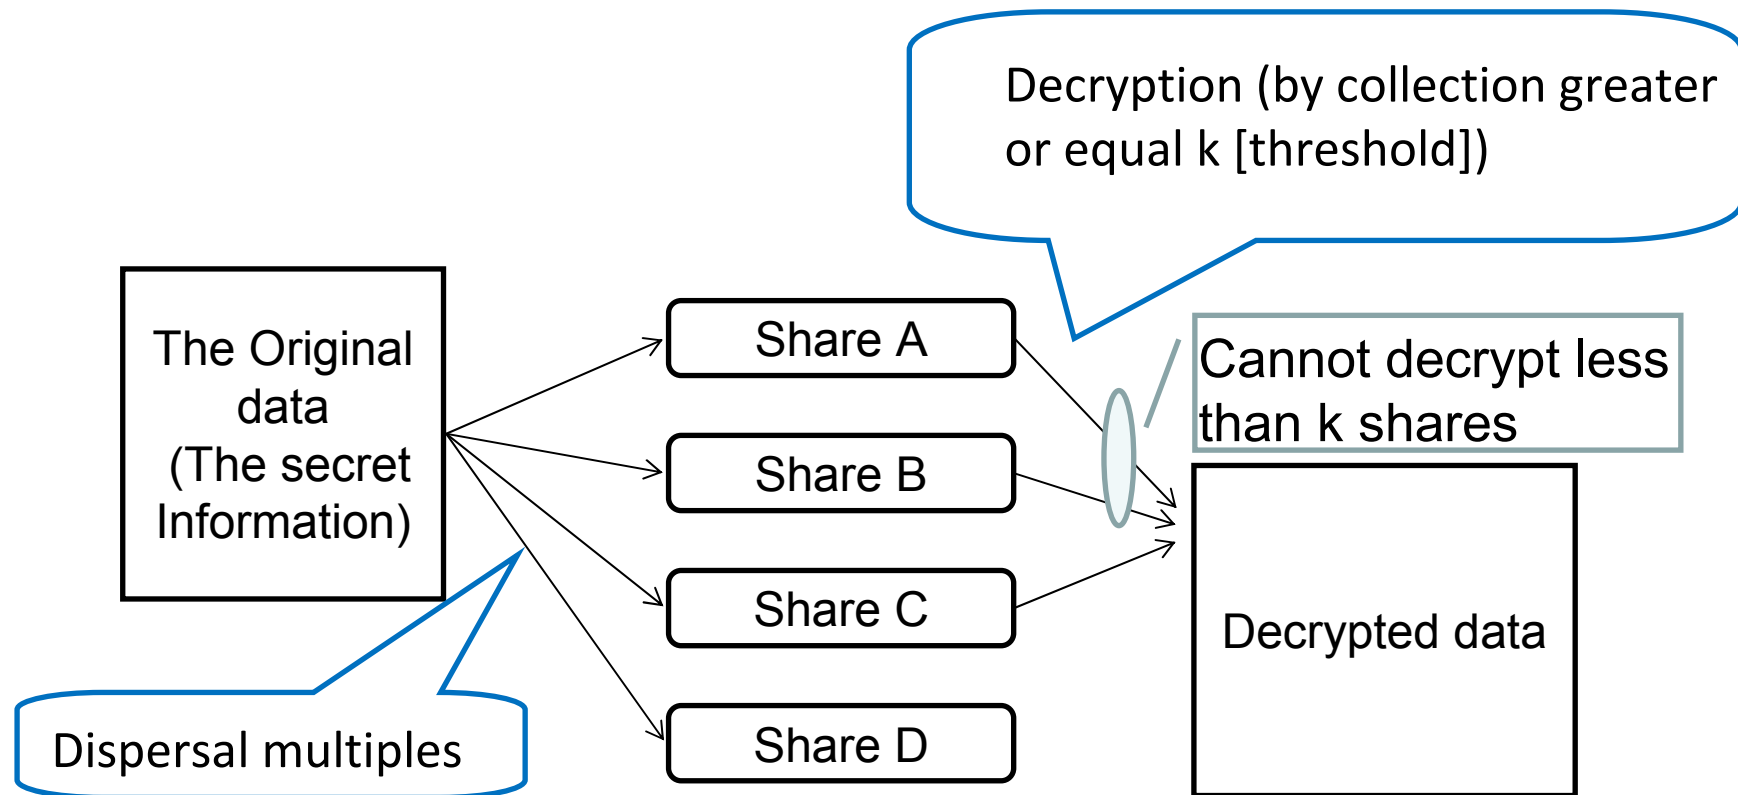 Decryption (by collection greater
or equal k [threshold])
The Original
data
(The secret
Information)
Share A
Share B
Share C
Share D
Cannot decrypt less
than k shares
Decrypted data
Dispersal multiples